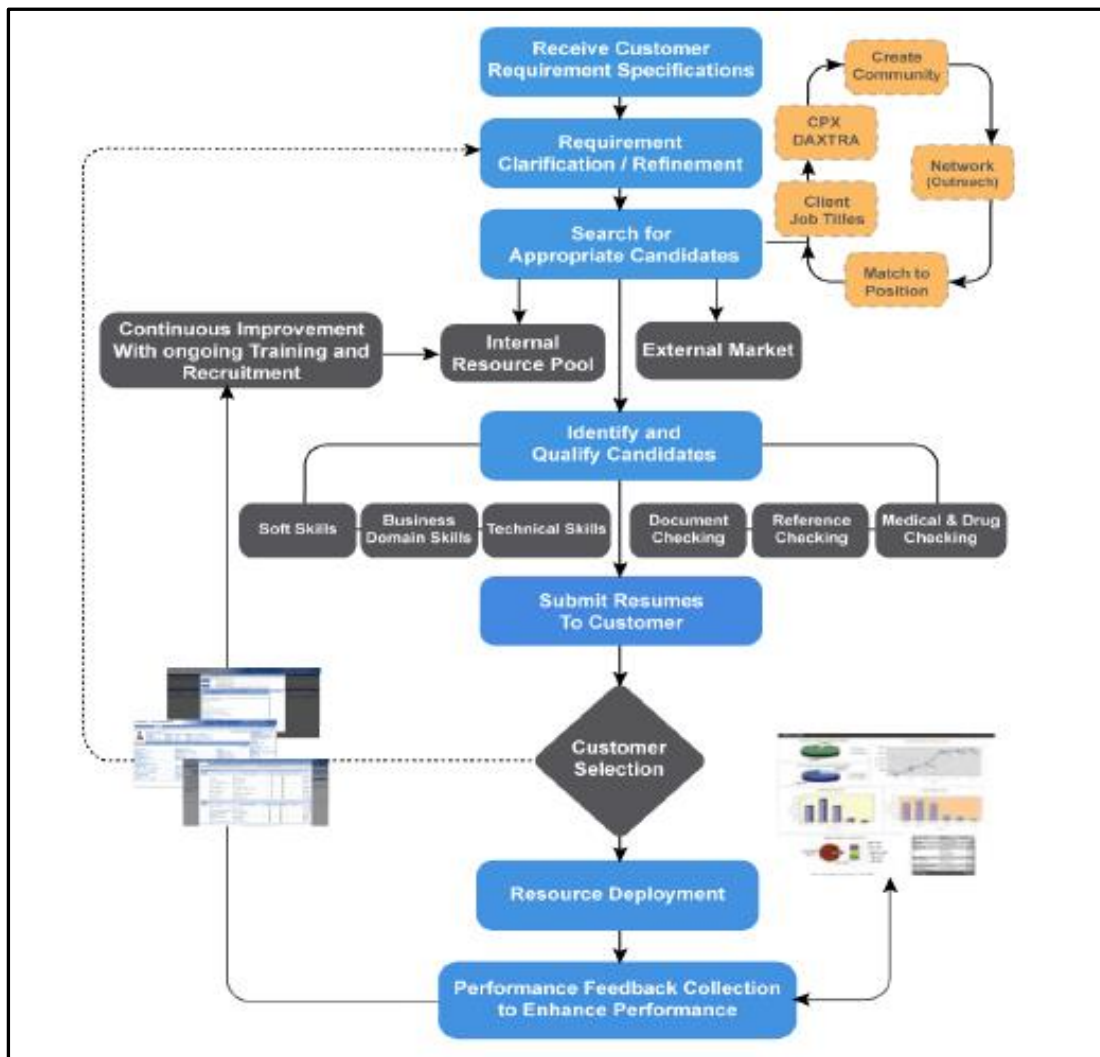 Receive Customer
Requirement Specifications
Create
Community
CPX
DAXTRA
Requirement
Clarification / Refinement
Network
(Outreach)
Client
Job Titles
Search for
Appropriate Candidates
Match to
Position
Continuous Improvement
With ongoing Training and
Recruitment
Internal
Resource Pool
External Market
Identify and
Qualify Candidates
Soft Skills
Business
Domain Skills
Technical Skills
Document
Checking
Reference
Checking
Medical & Drug
Checking
Submit Resumes
To Customer
Customer
Selection
Resource Deployment
Performance Feedback Collection
to Enhance Performance